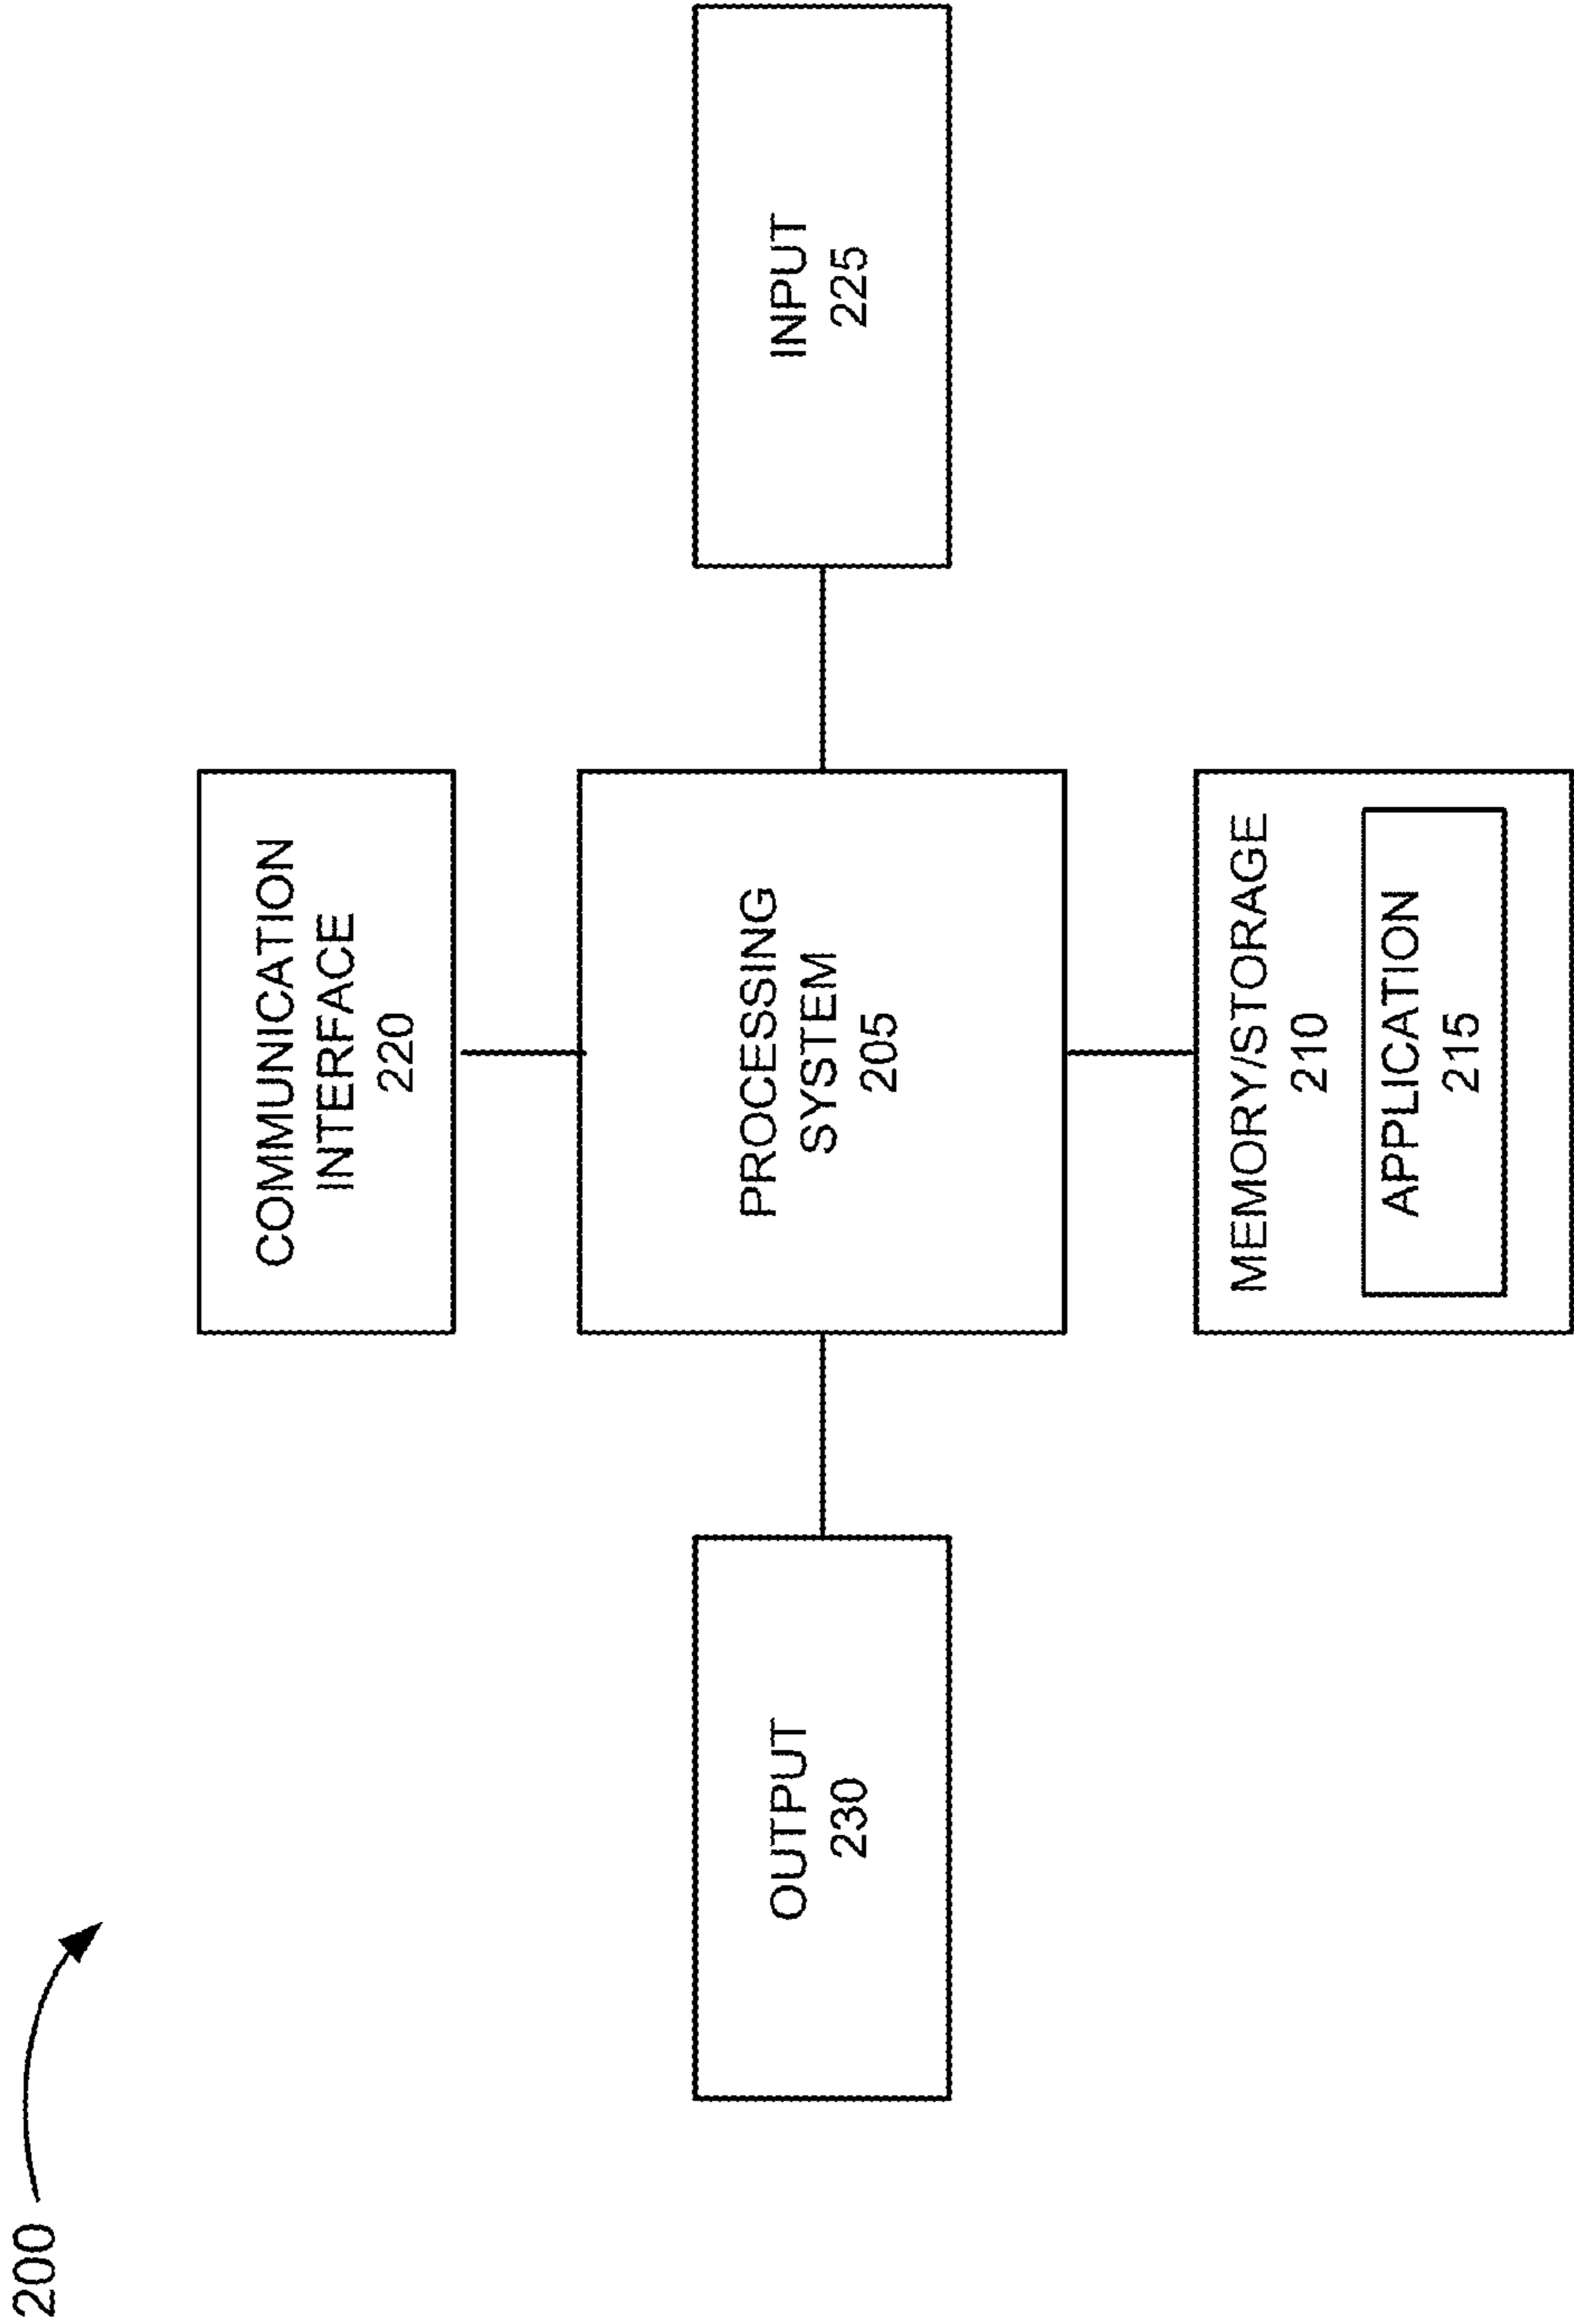 200
COMMUNICATION
INTERFACE
220
OUTPUT
230
PROCESSING
SYSTEM
205
INPUT
225
MEMORY/STORAGE
210
APPLICATION
215